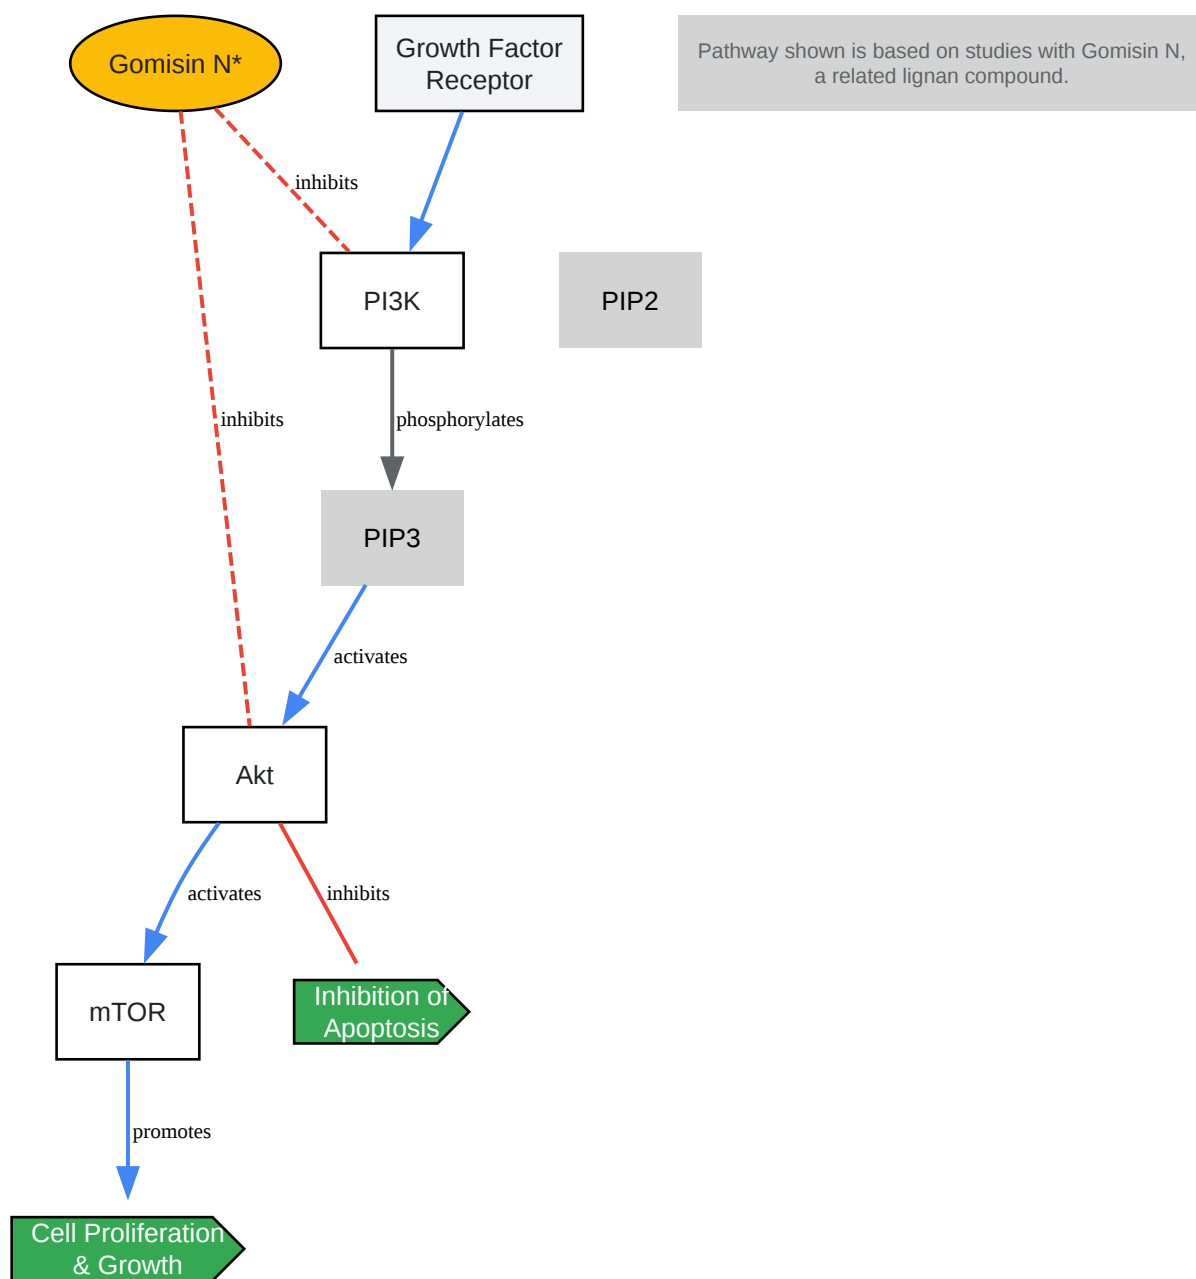 Gomisin N*
Growth Factor
Receptor
Pathway shown is based on studies with Gomisin N,
a related lignan compound.
inhibits
PI3K
PIP2
inhibits
phosphorylates
PIP3
activates
Akt
activates
inhibits
mTOR
Inhibition of
Apoptosis
promotes
Cell Proliferation
& Growth